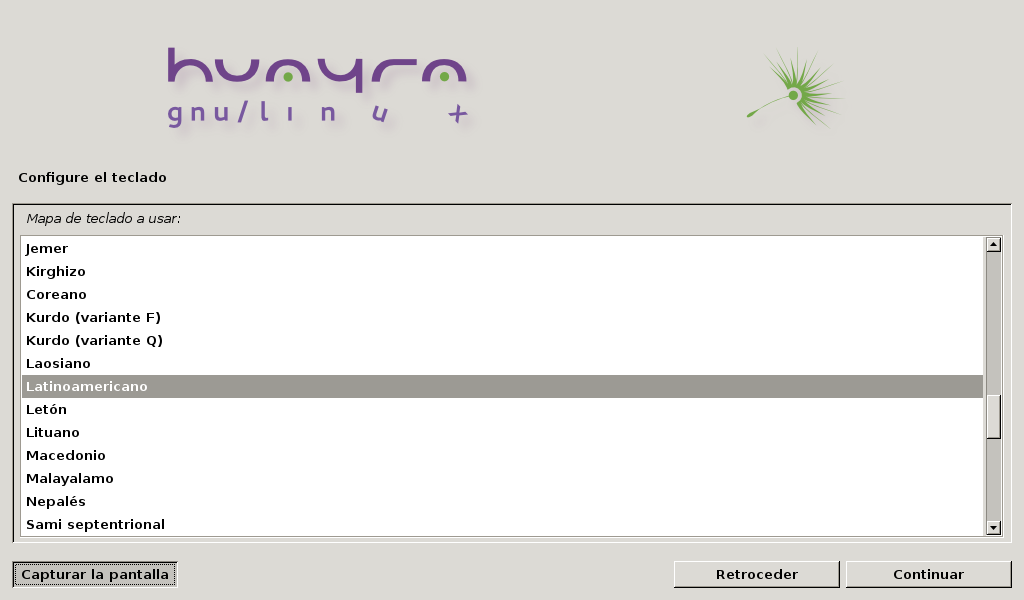 huayra
gnu/linux
Configure el teclado
Mapa de teclado a usar:
Jemer
Kirghizo
Coreano
Kurdo (variante F)
Kurdo (variante Q)
Laosiano
Latinoamericano
Letón
Lituano
Macedonio
Malayalamo
Nepalés
Sami septentrional
Capturar la pantalla
Retroceder
Continuar